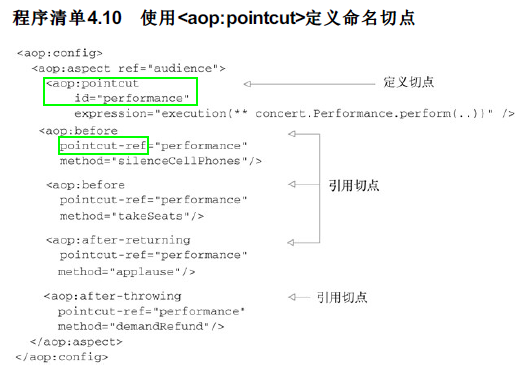 程序清单4.10 使用<aop:pointcut>定义命名切点
<aop:config>
<aop:aspect ref="audience">
<aop:pointcut 定义切点
id="performance"
expression="execution(** concert.Performance.perform(..))" />
<aop:before
pointcut-ref="performance"
method="silenceCellPhones"/>
<aop:before 引用切点
pointcut-ref="performance"
method="takeSeats"/>
<aop:after-returning
pointcut-ref="performance"
method="applause"/>
<aop:after-throwing 引用切点
pointcut-ref="performance"
method="demandRefund"/>
</aop:aspect>
</aop:config>